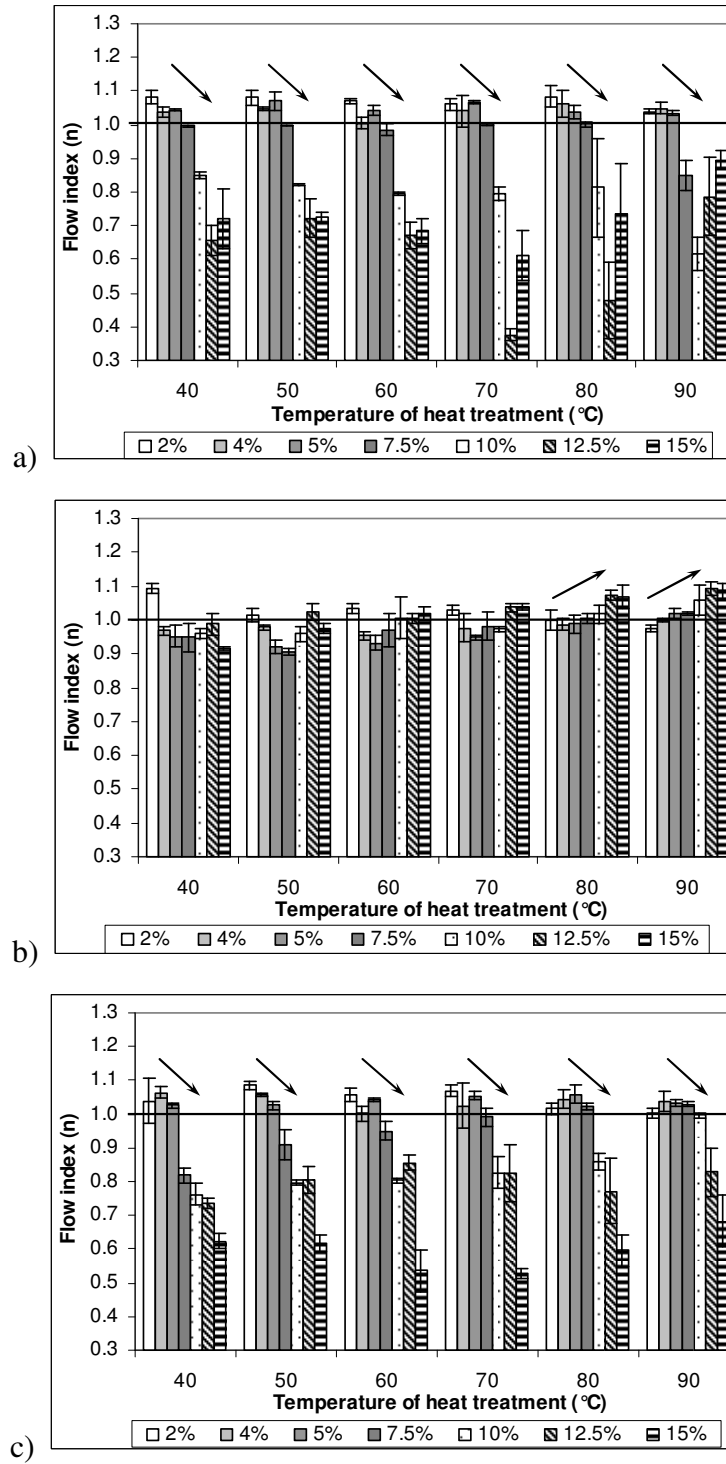 1.3
1.2
1.1
1.0
0.9
0.8
0.7
0.6
0.5
0.4
0.3
Flow index (n)
40 50 60 70 80 90
Temperature of heat treatment (°C)
2% 4% 5% 7.5% 10% 12.5% 15%
a)
1.3
1.2
1.1
1.0
0.9
0.8
0.7
0.6
0.5
0.4
0.3
Flow index (n)
40 50 60 70 80 90
Temperature of heat treatment (°C)
2% 4% 5% 7.5% 10% 12.5% 15%
b)
1.3
1.2
1.1
1.0
0.9
0.8
0.7
0.6
0.5
0.4
0.3
Flow index (n)
40 50 60 70 80 90
Temperature of heat treatment (°C)
2% 4% 5% 7.5% 10% 12.5% 15%
c)